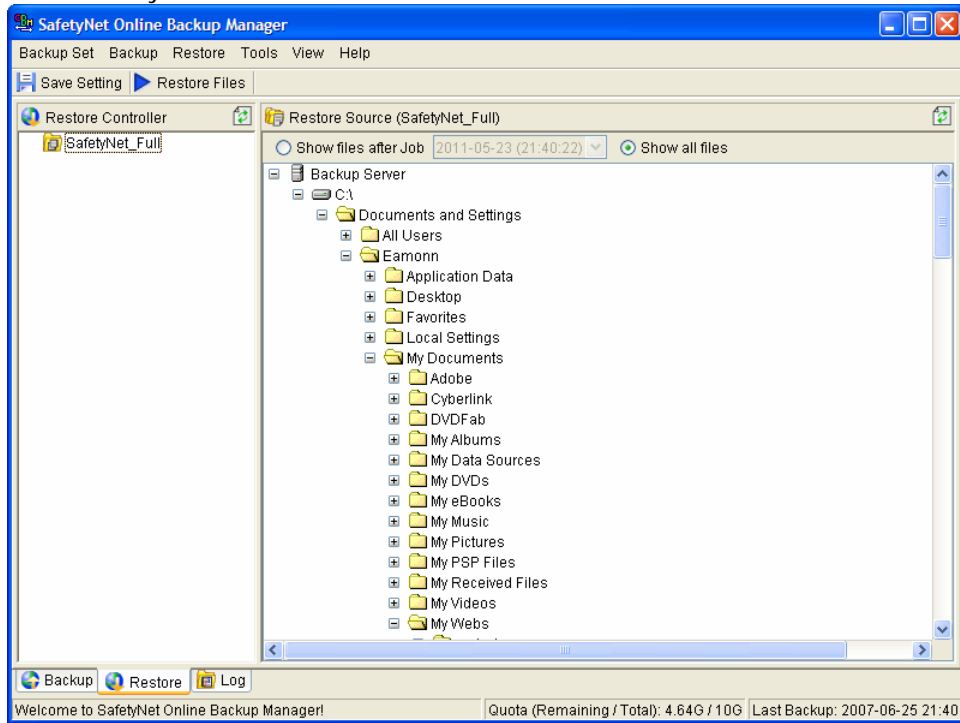 SafetyNet Online Backup Manager
Backup Set Backup Restore Tools View Help
Save Setting Restore Files
Restore Controller
SafetyNet_Full
Restore Source (SafetyNet_Full)
Show files after Job 2011-05-23 (21:40:22) Show all files
Backup Server
C:\
Documents and Settings
All Users
Eamonn
Application Data
Desktop
Favorites
Local Settings
My Documents
Adobe
Cyberlink
DVDFab
My Albums
My Data Sources
My DVDs
My eBooks
My Music
My Pictures
My PSP Files
My Received Files
My Videos
My Webs
Backup Restore Log
Welcome to SafetyNet Online Backup Manager! Quota (Remaining / Total): 4.64G / 10G Last Backup: 2007-06-25 21:40